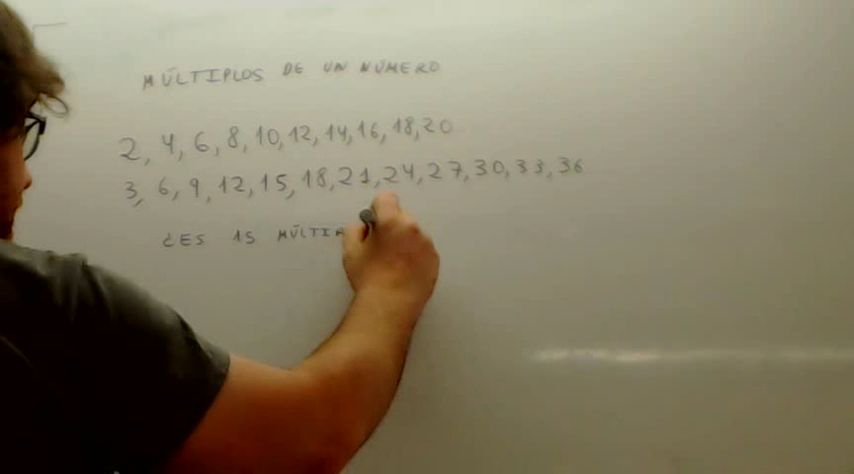 MÚLTIPLOS DE UN NÚMERO
2, 4, 6, 8, 10, 12, 14, 16, 18, 20
3, 6, 9, 12, 15, 18, 21, 24, 27, 30, 33, 36
¿ES 15